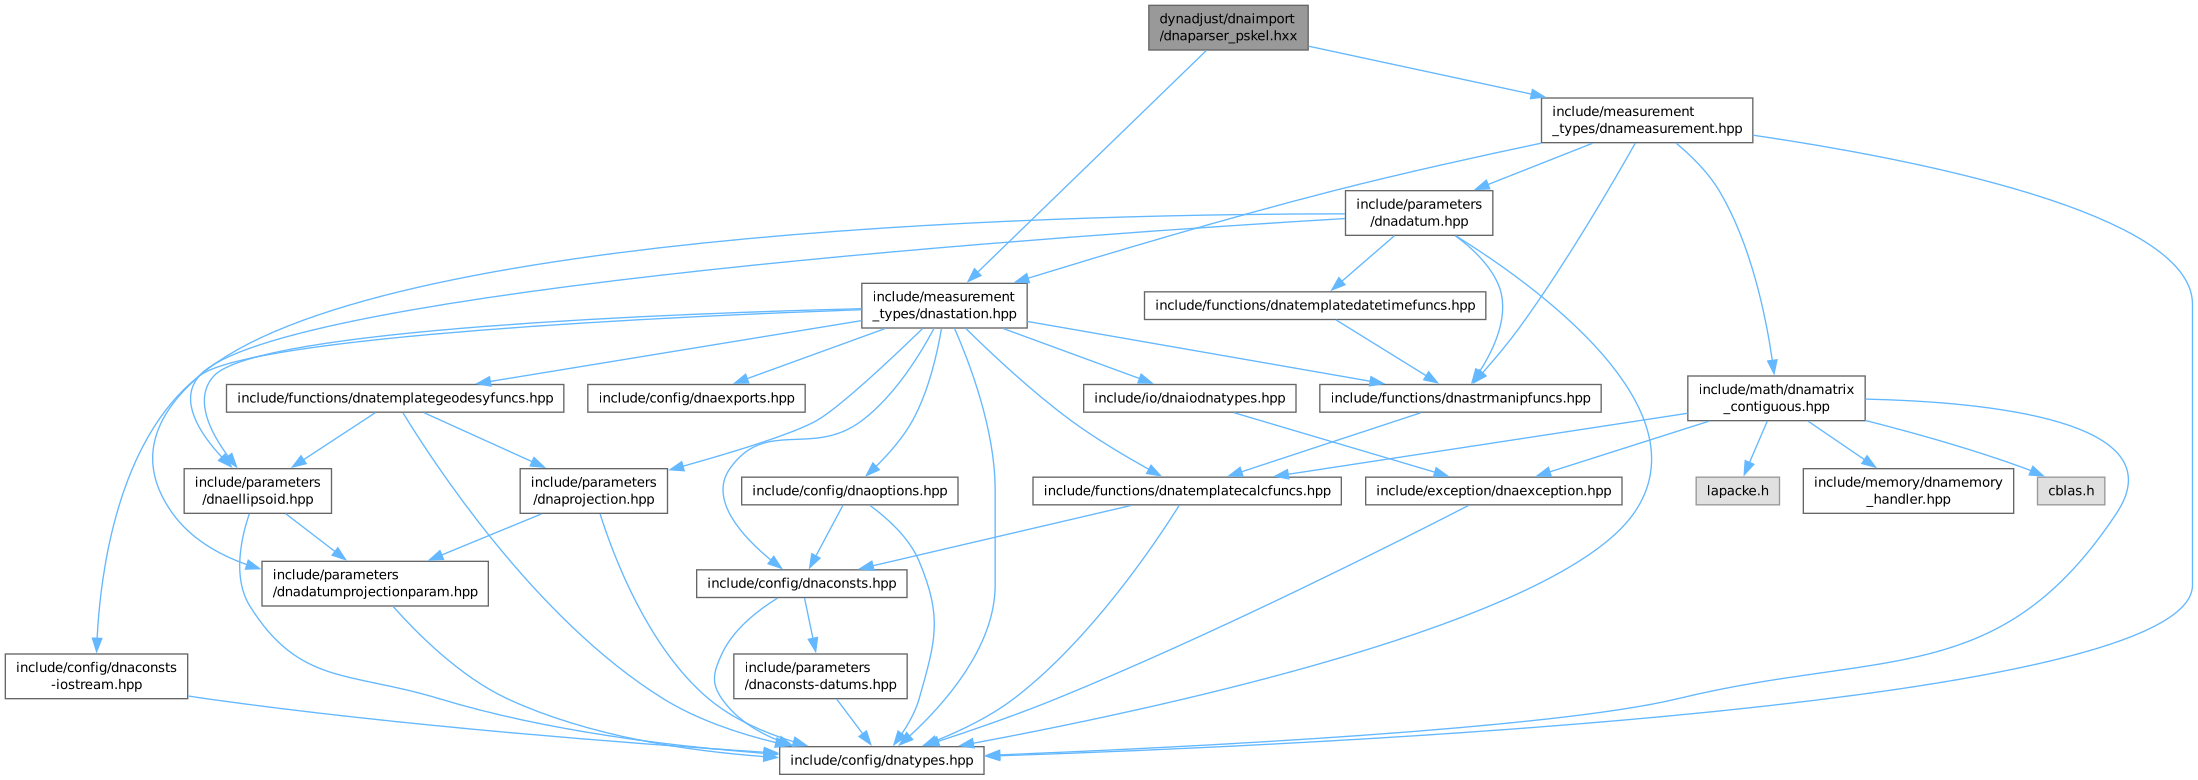 dynadjust/dnaimport
/dnaparser_pskel.hxx
include/measurement
_types/dnameasurement.hpp
include/parameters
/dnadatum.hpp
include/measurement
_types/dnastation.hpp
include/functions/dnatemplatedatetimefuncs.hpp
include/functions/dnatemplategeodesyfuncs.hpp
include/config/dnaexports.hpp
include/io/dnaiodnatypes.hpp
include/functions/dnastrmanipfuncs.hpp
include/math/dnamatrix
_contiguous.hpp
include/parameters
/dnaellipsoid.hpp
include/parameters
/dnaprojection.hpp
include/config/dnaoptions.hpp
include/functions/dnatemplatecalcfuncs.hpp
include/exception/dnaexception.hpp
lapacke.h
include/memory/dnamemory
_handler.hpp
cblas.h
include/parameters
/dnadatumprojectionparam.hpp
include/config/dnaconsts.hpp
include/config/dnaconsts
-iostream.hpp
include/parameters
/dnaconsts-datums.hpp
include/config/dnatypes.hpp